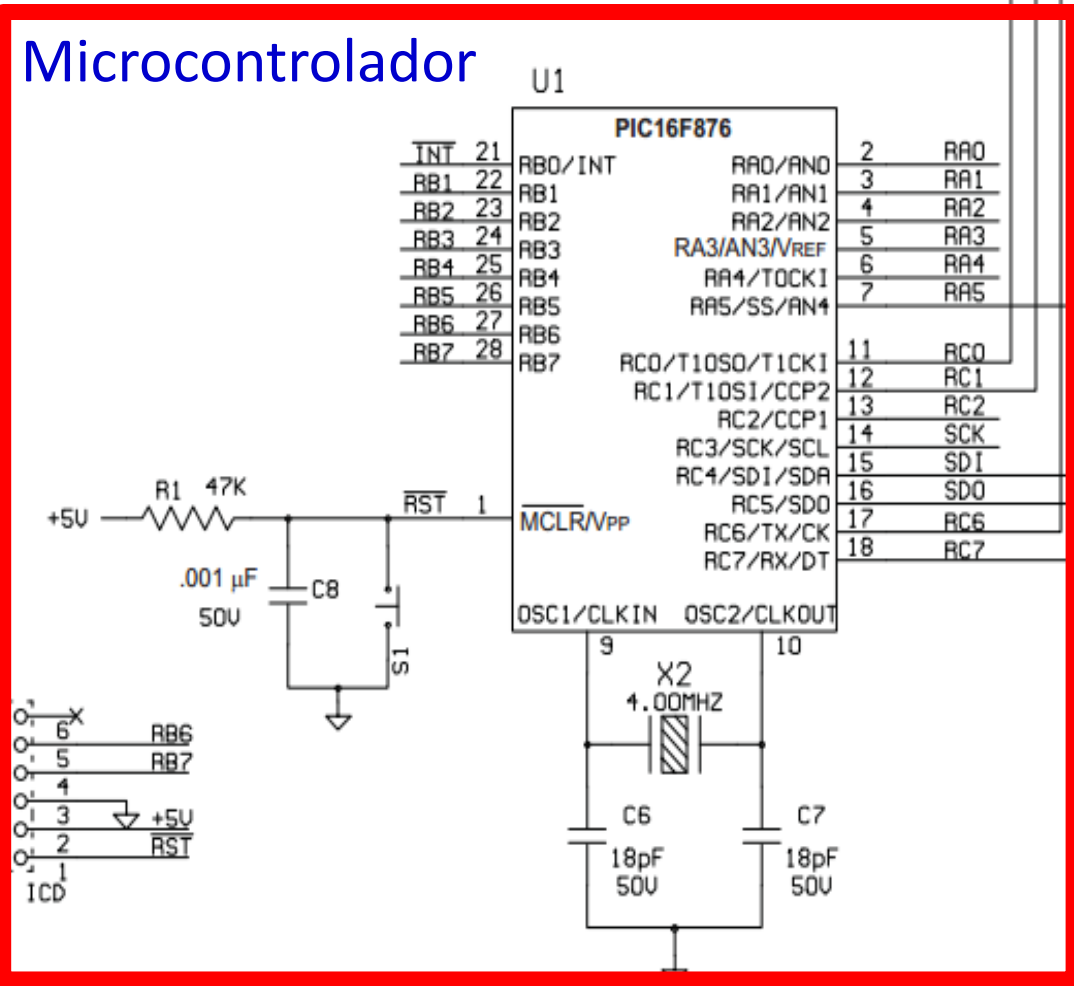 Microcontrolador
U1
PIC16F876
INT 21 RB0/INT
RB1 22 RB1
RB2 23 RB2
RB3 24 RB3
RB4 25 RB4
RB5 26 RB5
RB6 27 RB6
RB7 28 RB7
RA0/AN0 2 RA0
RA1/AN1 3 RA1
RA2/AN2 4 RA2
RA3/AN3/VREF 5 RA3
RA4/T0CKI 6 RA4
RA5/SS/AN4 7 RA5
RC0/T1OSO/T1CKI 11 RC0
RC1/T1OSI/CCP2 12 RC1
RC2/CCP1 13 RC2
RC3/SCK/SCL 14 SCK
RC4/SDI/SDA 15 SDI
RC5/SDO 16 SDO
RC6/TX/CK 17 RC6
RC7/RX/DT 18 RC7
R1 47K
+5V
RST 1 MCLR/VPP
.001 µF C8
50V
S1
OSC1/CLKIN OSC2/CLKOUT
9 10
X2
4.00MHZ
C6
18pF
50V
C7
18pF
50V
6 RB6
5 RB7
4
3 +5V
2 RST
1
ICD